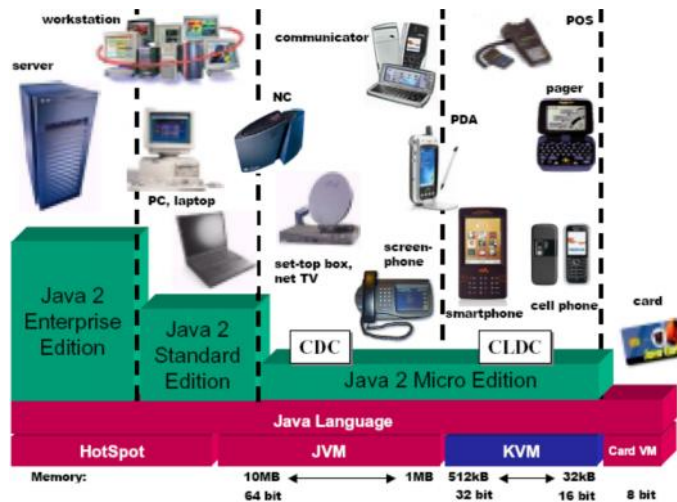 workstation
server
communicator
POS
NC
pager
PDA
PC, laptop
set-top box,
net TV
screen-
phone
smartphone
cell phone
card
Java 2
Enterprise
Edition
Java 2
Standard
Edition
CDC
CLDC
Java 2 Micro Edition
Java Language
HotSpot
JVM
KVM
Card VM
Memory:
10MB
1MB
512kB
32kB
64 bit
32 bit
16 bit
8 bit